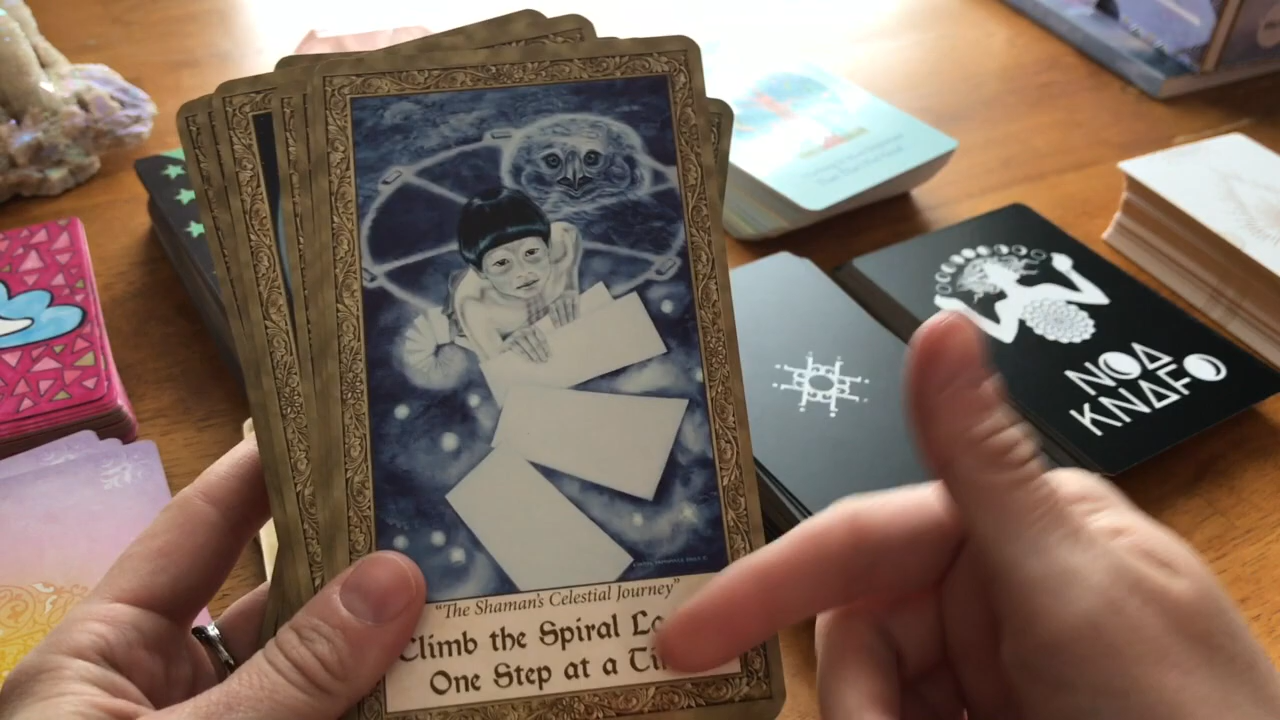 "The Shaman's Celestial Journey"
Climb the Spiral
One Step at a
NOA
KNAFO